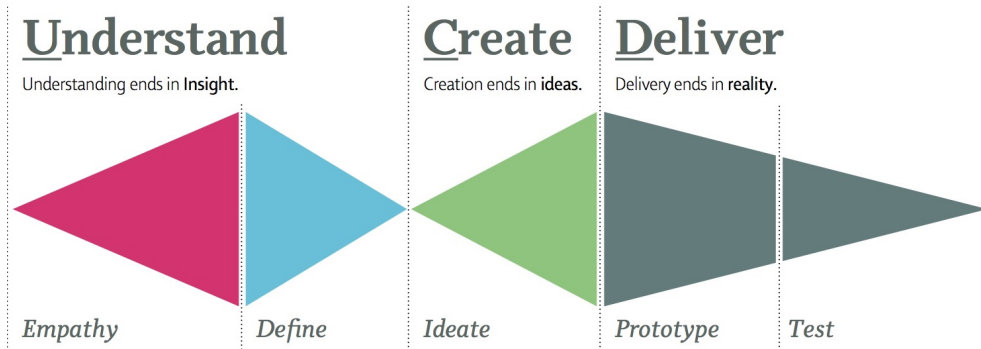 Understand
Understanding ends in Insight.
Create
Creation ends in ideas.
Deliver
Delivery ends in reality.
Empathy
Define
Ideate
Prototype
Test